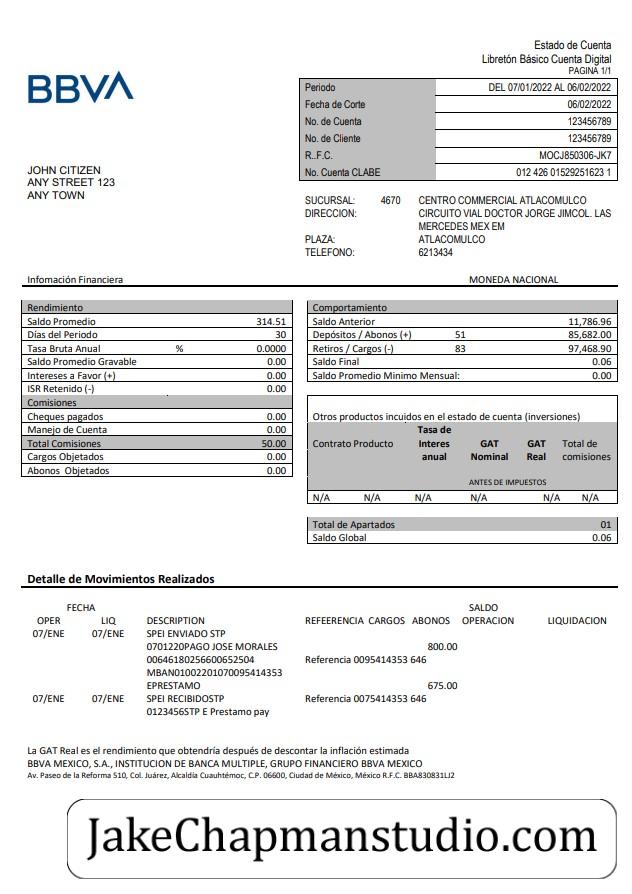 Estado de Cuenta
Libretón Básico Cuenta Digital
PAGINA 1/1
BBVA
Periodo DEL 07/01/2022 AL 06/02/2022
Fecha de Corte 06/02/2022
No. de Cuenta 123456789
No. de Cliente 123456789
R..F.C. MOCJ850306-JK7
No. Cuenta CLABE 012 426 01529251623 1
JOHN CITIZEN
ANY STREET 123
ANY TOWN
SUCURSAL: 4670 CENTRO COMMERCIAL ATLACOMULCO
DIRECCION: CIRCUITO VIAL DOCTOR JORGE JIMCOL. LAS
MERCEDES MEX EM
PLAZA: ATLACOMULCO
TELEFONO: 6213434
Infomación Financiera MONEDA NACIONAL
Rendimiento
Saldo Promedio 314.51
Días del Periodo 30
Tasa Bruta Anual % 0.0000
Saldo Promedio Gravable 0.00
Intereses a Favor (+) 0.00
ISR Retenido (-) 0.00
Comisiones
Cheques pagados 0.00
Manejo de Cuenta 0.00
Total Comisiones 50.00
Cargos Objetados 0.00
Abonos Objetados 0.00
Comportamiento
Saldo Anterior 11,786.96
Depósitos / Abonos (+) 51 85,682.00
Retiros / Cargos (-) 83 97,468.90
Saldo Final 0.06
Saldo Promedio Minimo Mensual: 0.00
Otros productos incuidos en el estado de cuenta (inversiones)
Contrato Producto Tasa de Interes anual GAT Nominal GAT Real Total de comisiones
ANTES DE IMPUESTOS
N/A N/A N/A N/A N/A N/A
Total de Apartados 01
Saldo Global 0.06
Detalle de Movimientos Realizados
FECHA SALDO
OPER LIQ DESCRIPTION REFEERENCIA CARGOS ABONOS OPERACION LIQUIDACION
07/ENE 07/ENE SPEI ENVIADO STP
0701220PAGO JOSE MORALES 800.00
00646180256600652504 Referencia 0095414353 646
MBAN01002201070095414353
EPRESTAMO 675.00
07/ENE 07/ENE SPEI RECIBIDOSTP Referencia 0075414353 646
0123456STP E Prestamo pay
La GAT Real es el rendimiento que obtendría después de descontar la inflación estimada
BBVA MEXICO, S.A., INSTITUCION DE BANCA MULTIPLE, GRUPO FINANCIERO BBVA MEXICO
Av. Paseo de la Reforma 510, Col. Juárez, Alcaldía Cuauhtémoc, C.P. 06600, Ciudad de México, México R.F.C. BBA830831LJ2
JakeChapmanstudio.com